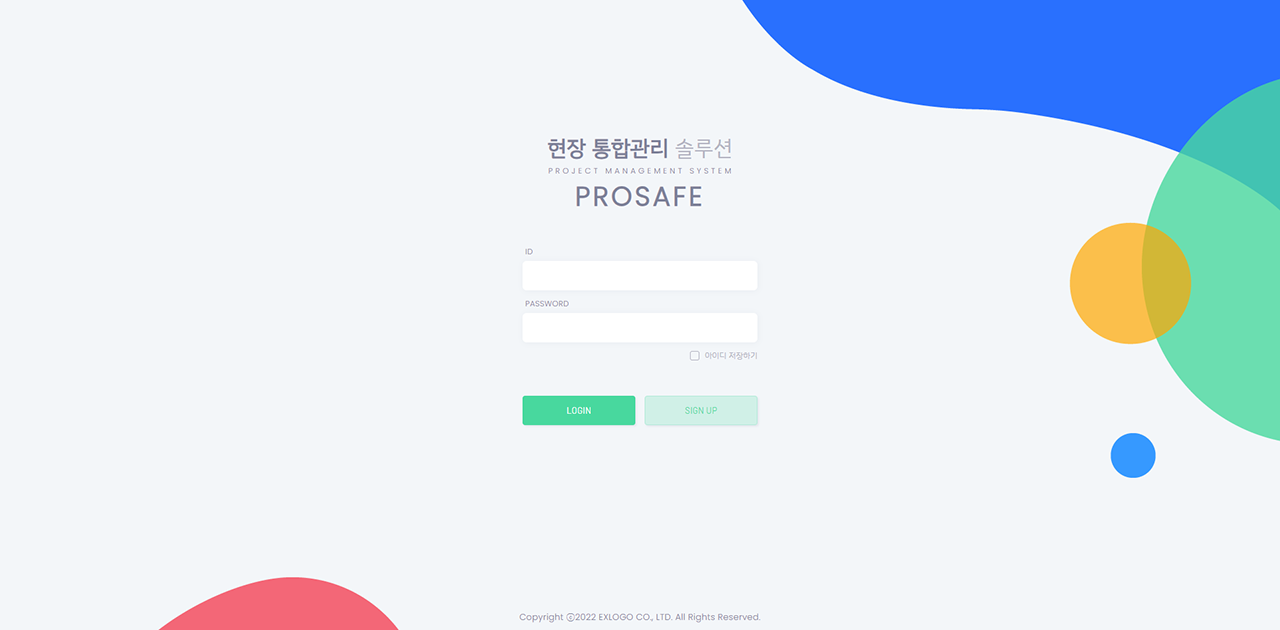 현장 통합관리 솔루션
PROJECT MANAGEMENT SYSTEM
PROSAFE
ID
PASSWORD
아이디 저장하기
LOGIN SIGN UP
Copyright ⓒ2022 EXLOGO CO., LTD. All Rights Reserved.